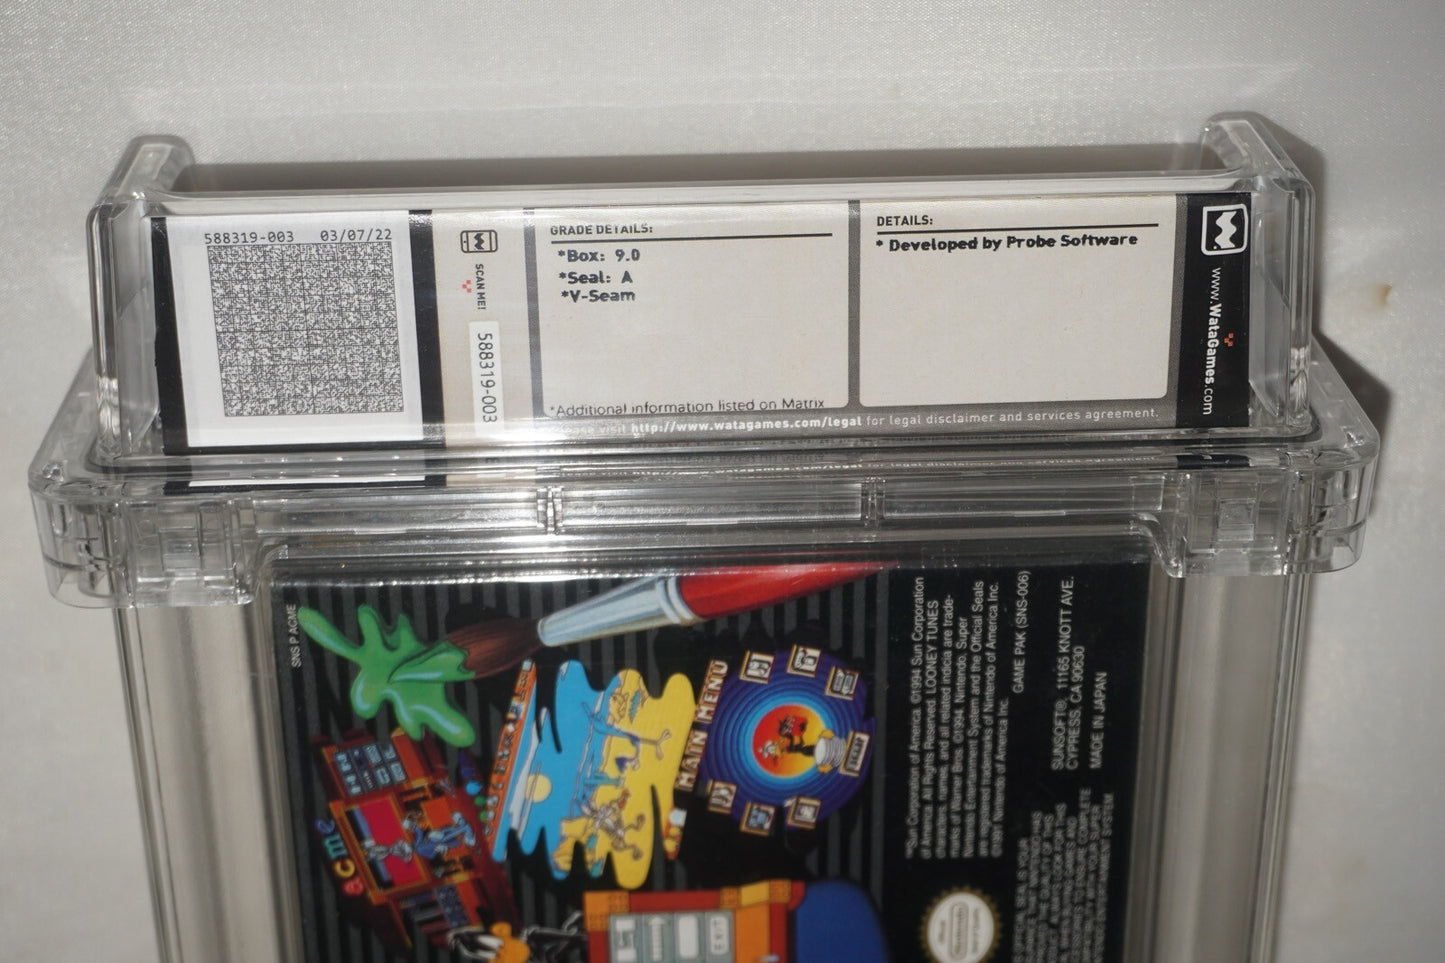 588319-003 03/07/22
SCAN ME!
588319-003
GRADE DETAILS:
*Box: 9.0
*Seal: A
*V-Seam
*Additional information listed on Matrix
Please visit http://www.watagames.com/legal for legal disclaimer and services agreement.
DETAILS:
* Developed by Probe Software
www.WataGames.com
SNS P ACME
acme
MAIN MENU
™Sun Corporation of America. ©1994 Sun Corporation
of America. All Rights Reserved. LOONEY TUNES
characters, names, and all related indicia are trade-
marks of Warner Bros. ©1994. Nintendo, Super
Nintendo Entertainment System and the Official Seals
are registered trademarks of Nintendo of America Inc.
©1991 Nintendo of America Inc.
GAME PAK (SNS-006)
SUNSOFT®, 11165 KNOTT AVE.
CYPRESS, CA 90630
MADE IN JAPAN